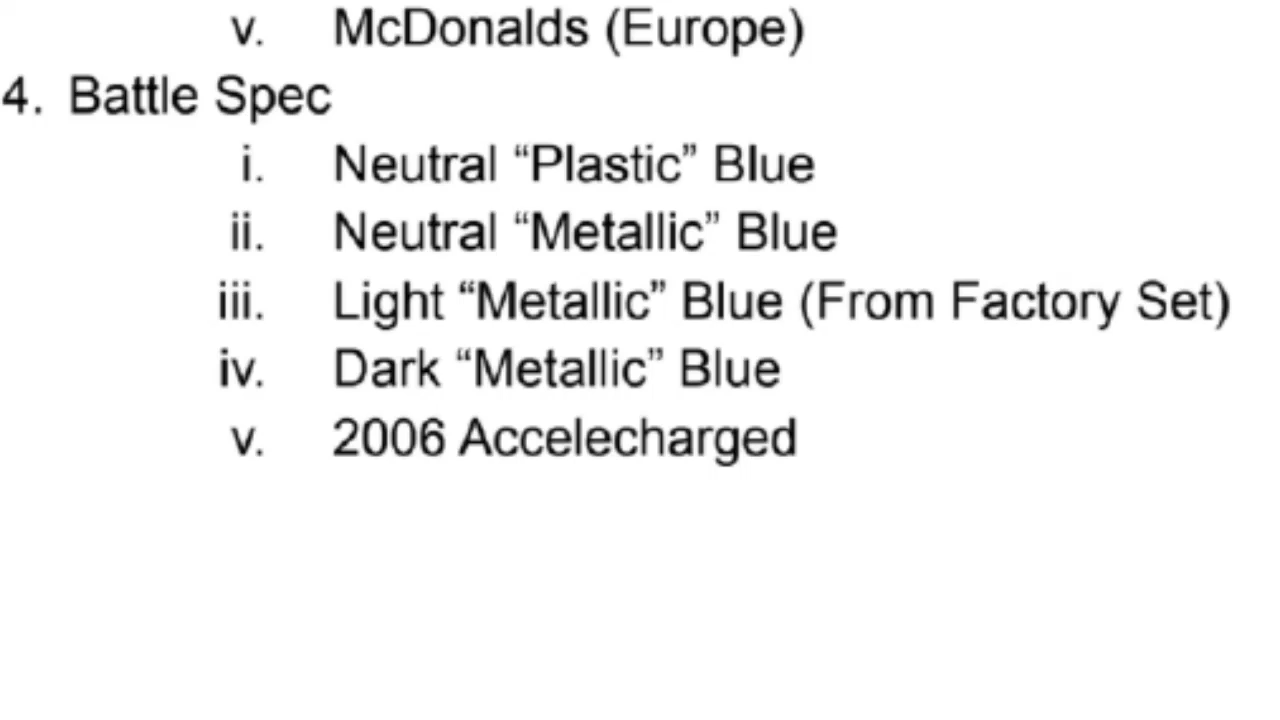 v. McDonalds (Europe)
4. Battle Spec
i. Neutral “Plastic” Blue
ii. Neutral “Metallic” Blue
iii. Light “Metallic” Blue (From Factory Set)
iv. Dark “Metallic” Blue
v. 2006 Accelecharged